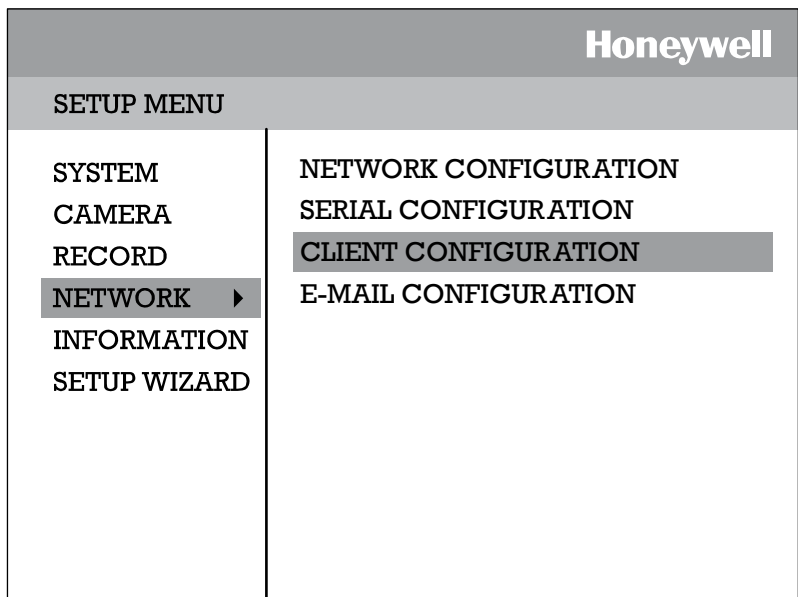 Honeywell
SETUP MENU
SYSTEM
CAMERA
RECORD
NETWORK
INFORMATION
SETUP WIZARD
NETWORK CONFIGURATION
SERIAL CONFIGURATION
CLIENT CONFIGURATION
E-MAIL CONFIGURATION